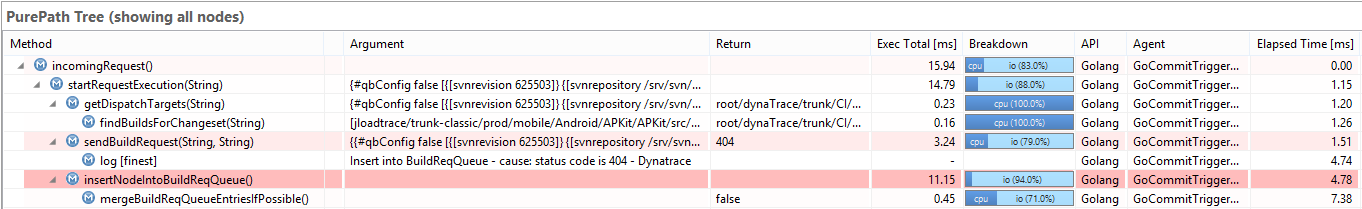 PurePath Tree (showing all nodes)
Method Argument Return Exec Total [ms] Breakdown API Agent Elapsed Time [ms]
incomingRequest() 15.94 cpu io (83.0%) Golang GoCommitTrigger... 0.00
startRequestExecution(String) {#qbConfig false [{{[svnrevision 625503}] {[svnrepository /srv/svn/... 14.79 io (88.0%) Golang GoCommitTrigger... 1.15
getDispatchTargets(String) {#qbConfig false [{{[svnrevision 625503}] {[svnrepository /srv/svn/... root/dynaTrace/trunk/CI/... 0.23 cpu (100.0%) Golang GoCommitTrigger... 1.20
findBuildsForChangeset(String) [jloadtrace/trunk-classic/prod/mobile/Android/APKit/APKit/src/... root/dynaTrace/trunk/CI/... 0.16 cpu (100.0%) Golang GoCommitTrigger... 1.26
sendBuildRequest(String, String) {{#qbConfig false [{{[svnrevision 625503}] {[svnrepository /srv/sv... 404 3.24 cpu io (79.0%) Golang GoCommitTrigger... 1.51
log [finest] Insert into BuildReqQueue - cause: status code is 404 - Dynatrace - Golang GoCommitTrigger... 4.74
insertNodeIntoBuildReqQueue() 11.15 io (94.0%) Golang GoCommitTrigger... 4.78
mergeBuildReqQueueEntriesIfPossible() false 0.45 cpu io (71.0%) Golang GoCommitTrigger... 7.38